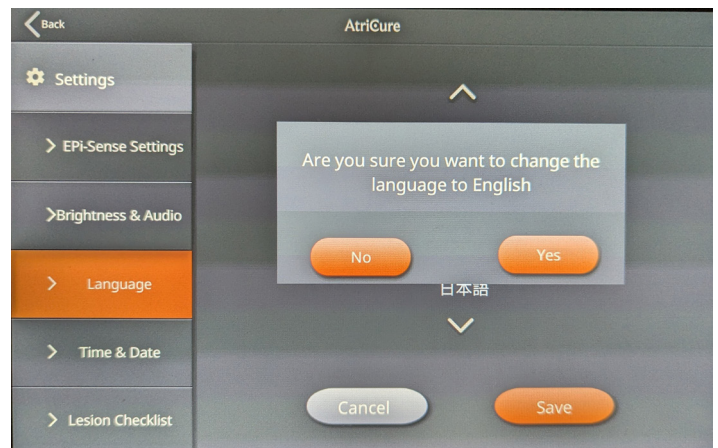 Back
AtriCure
Settings
EPi-Sense Settings
Brightness & Audio
Language
Time & Date
Lesion Checklist
Are you sure you want to change the
language to English
No
Yes
日本語
Cancel
Save